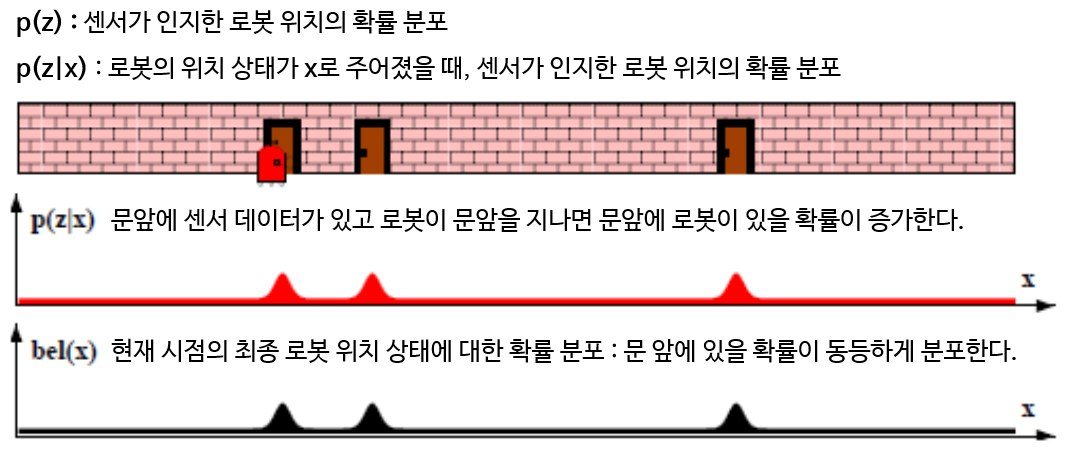 p(z) : 센서가 인지한 로봇 위치의 확률 분포
p(z|x) : 로봇의 위치 상태가 x로 주어졌을 때, 센서가 인지한 로봇 위치의 확률 분포
p(z|x) 문앞에 센서 데이터가 있고 로봇이 문앞을 지나면 문앞에 로봇이 있을 확률이 증가한다.
x
bel(x) 현재 시점의 최종 로봇 위치 상태에 대한 확률 분포 : 문 앞에 있을 확률이 동등하게 분포한다.
x